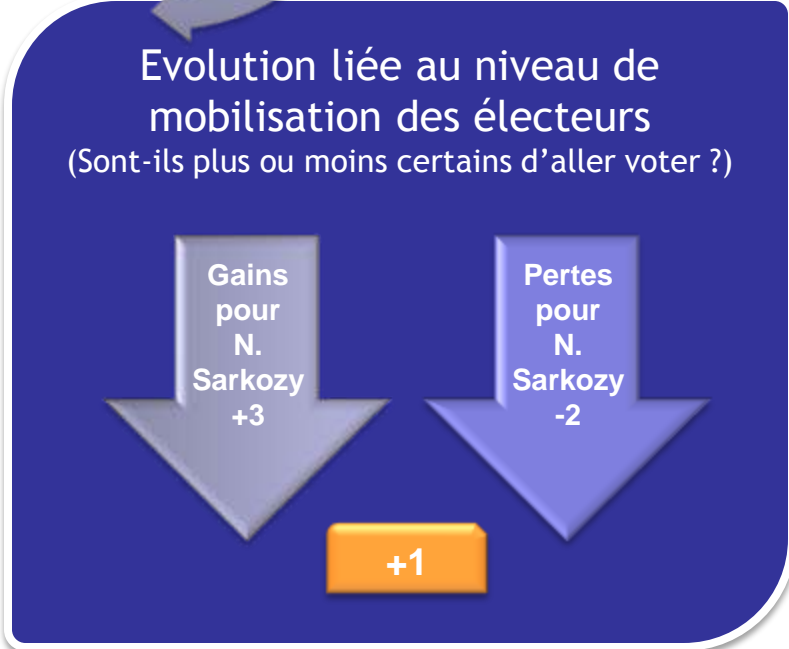 Evolution liée au niveau de
mobilisation des électeurs
(Sont-ils plus ou moins certains d’aller voter ?)
Gains
pour
N.
Sarkozy
+3
Pertes
pour
N.
Sarkozy
-2
+1